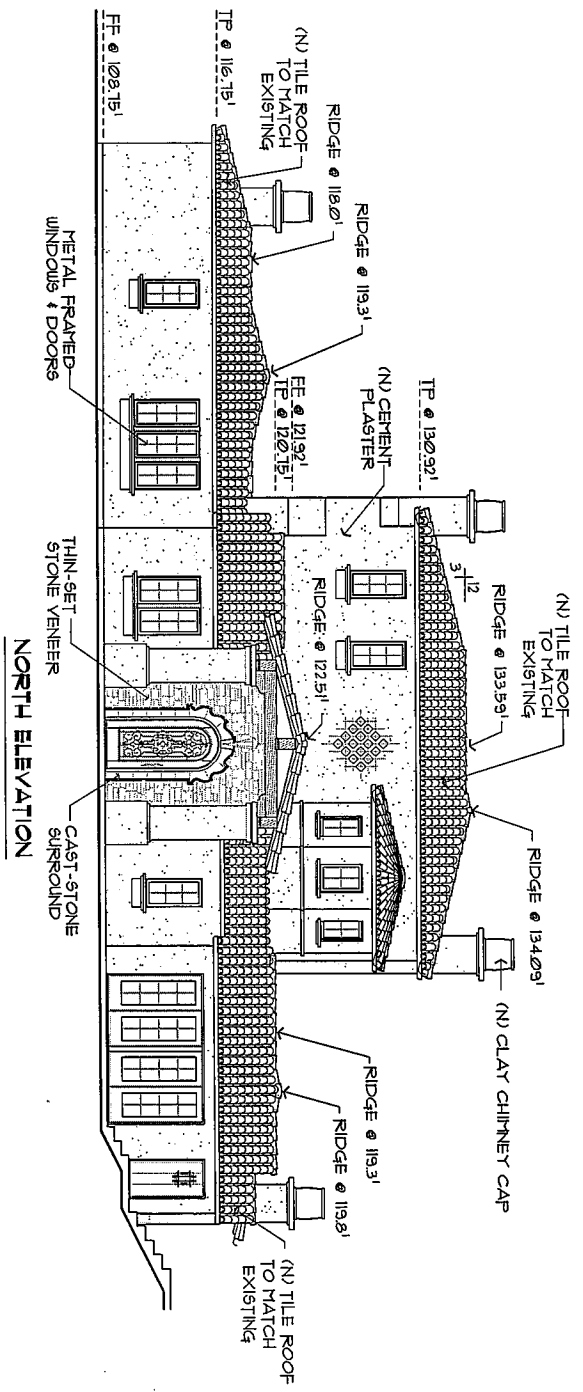 (N) TILE ROOF
TO MATCH
EXISTING
RIDGE @ 133.59'
RIDGE @ 134.09'
(N) CLAY CHIMNEY CAP
3
12
TP @ 130.92'
(N) CEMENT
PLASTER
FF @ 121.92'
TP @ 120.75'
RIDGE @ 122.51'
RIDGE @ 119.3'
RIDGE @ 118.0'
(N) TILE ROOF
TO MATCH
EXISTING
TP @ 116.75'
FF @ 108.75'
RIDGE @ 119.3'
RIDGE @ 119.8'
(N) TILE ROOF
TO MATCH
EXISTING
METAL FRAMED
WINDOWS & DOORS
THIN-SET
STONE VENEER
CAST-STONE
SURROUND
NORTH ELEVATION